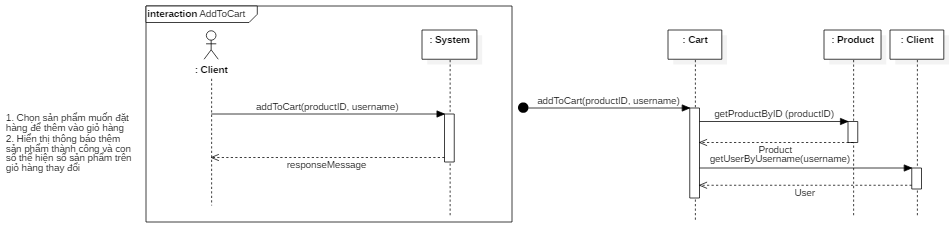 interaction AddToCart
: Client
: System
addToCart(productID, username)
responseMessage
1. Chọn sản phẩm muốn đặt
hàng để thêm vào giỏ hàng
2. Hiển thị thông báo thêm
sản phẩm thành công và con
số thể hiện số sản phẩm trên
giỏ hàng thay đổi
: Cart
: Product
: Client
addToCart(productID, username)
getProductByID (productID)
Product
getUserByUsername(username)
User